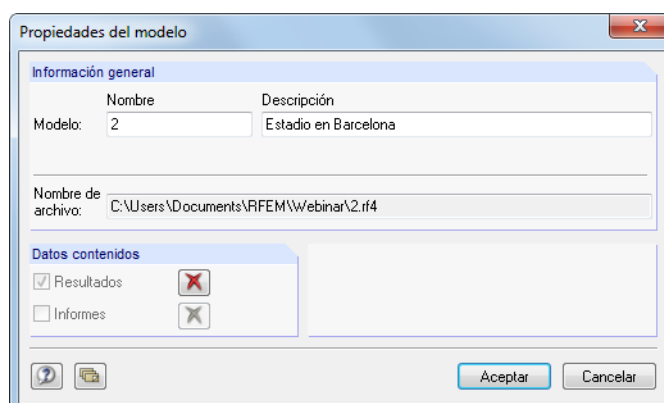 Propiedades del modelo
Información general
Nombre Descripción
Modelo: 2 Estadio en Barcelona
Nombre de
archivo: C:\Users\Documents\RFEM\Webinar\2.rf4
Datos contenidos
Resultados
Informes
Aceptar Cancelar